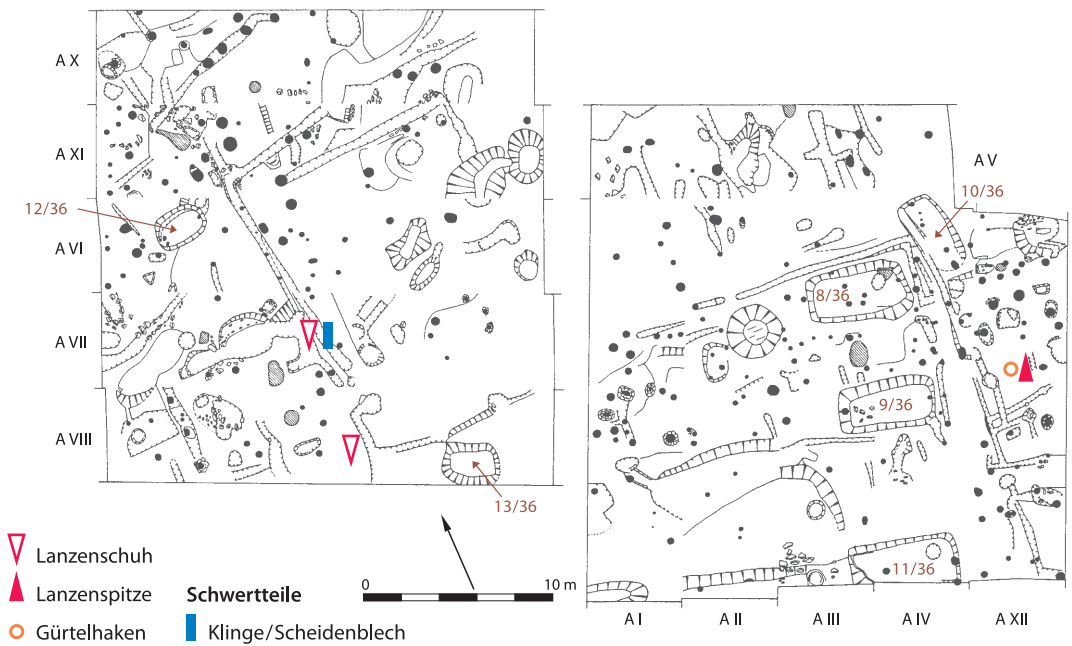 A X
A XI
12/36
A VI
A VII
A VIII
13/36
A V
10/36
8/36
9/36
11/36
A I
A II
A III
A IV
A XII
Lanzenschuh
Lanzenspitze
Gürtelhaken
Schwertteile
Klinge/Scheidenblech
0
10 m